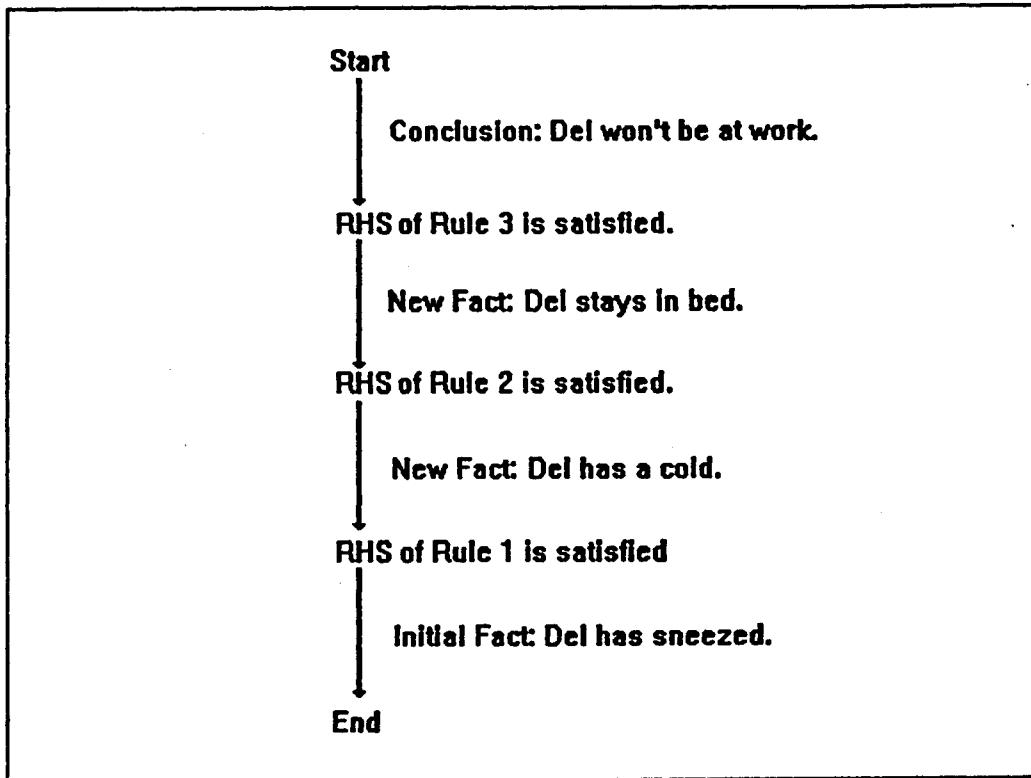 Start
Conclusion: Del won't be at work.
RHS of Rule 3 is satisfied.
New Fact: Del stays in bed.
RHS of Rule 2 is satisfied.
New Fact: Del has a cold.
RHS of Rule 1 is satisfied
Initial Fact: Del has sneezed.
End